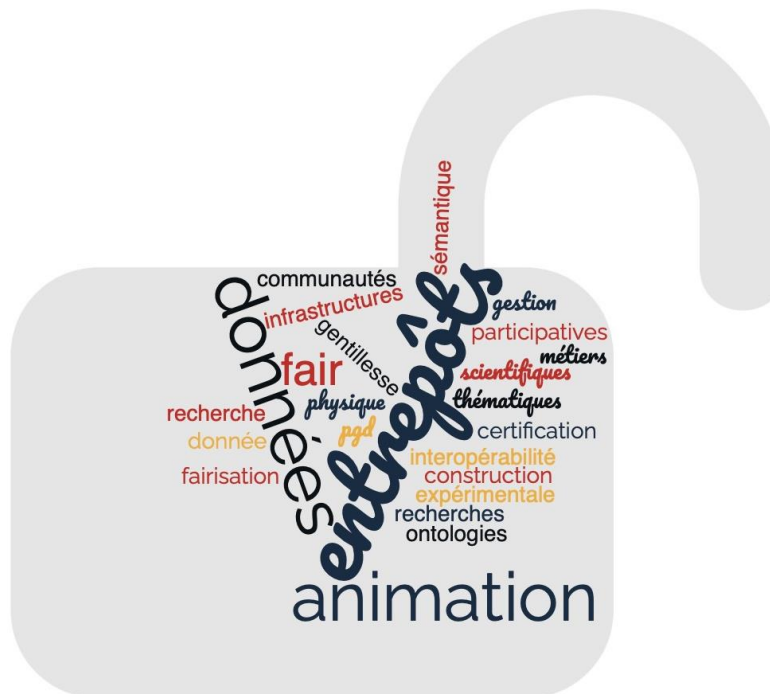 sémantique
communautés
données
infrastructures
entrepôts
gestion
gentillesse
participatives
métiers
fair
scientifiques
physique
thématiques
recherche
pgd
certification
donnée
interopérabilité
fairisation
construction
expérimentale
recherches
ontologies
animation